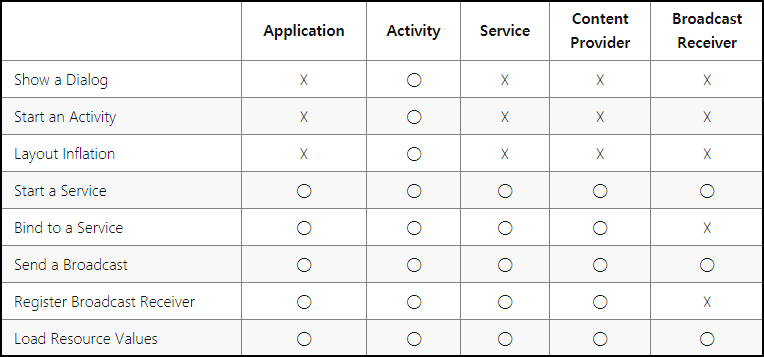 Application Activity Service Content Provider Broadcast Receiver
Show a Dialog X ○ X X X
Start an Activity X ○ X X X
Layout Inflation X ○ X X X
Start a Service ○ ○ ○ ○ ○
Bind to a Service ○ ○ ○ ○ X
Send a Broadcast ○ ○ ○ ○ ○
Register Broadcast Receiver ○ ○ ○ ○ X
Load Resource Values ○ ○ ○ ○ ○